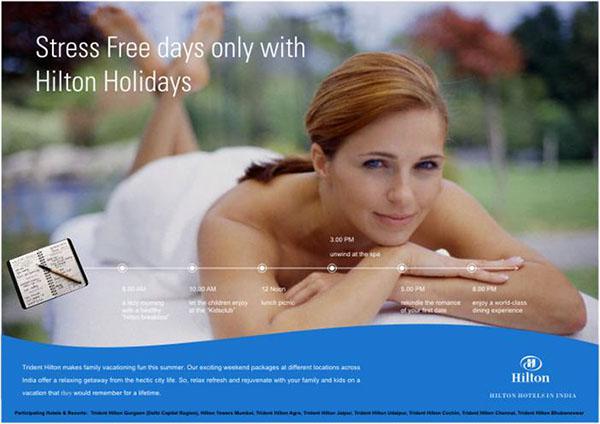 Stress Free days only with
Hilton Holidays
3.00 PM
unwind at the spa
8.00 AM
a lazy morning
with a healthy
"hilton breakfast"
10.00 AM
let the children enjoy
at the "Kidsclub"
12 Noon
lunch picnic
5.00 PM
rekindle the romance
of your first date
8.00 PM
enjoy a world-class
dining experience
Trident Hilton makes family vacationing fun this summer. Our exciting weekend packages at different locations across
India offer a relaxing getaway from the hectic city life. So, relax refresh and rejuvenate with your family and kids on a
vacation that they would remember for a lifetime.
Hilton
HILTON HOTELS IN INDIA
Participating Hotels & Resorts: Trident Hilton Gurgaon (Delhi Capital Region), Hilton Towers Mumbai, Trident Hilton Agra, Trident Hilton Jaipur, Trident Hilton Udaipur, Trident Hilton Cochin, Trident Hilton Chennai, Trident Hilton Bhubaneswar